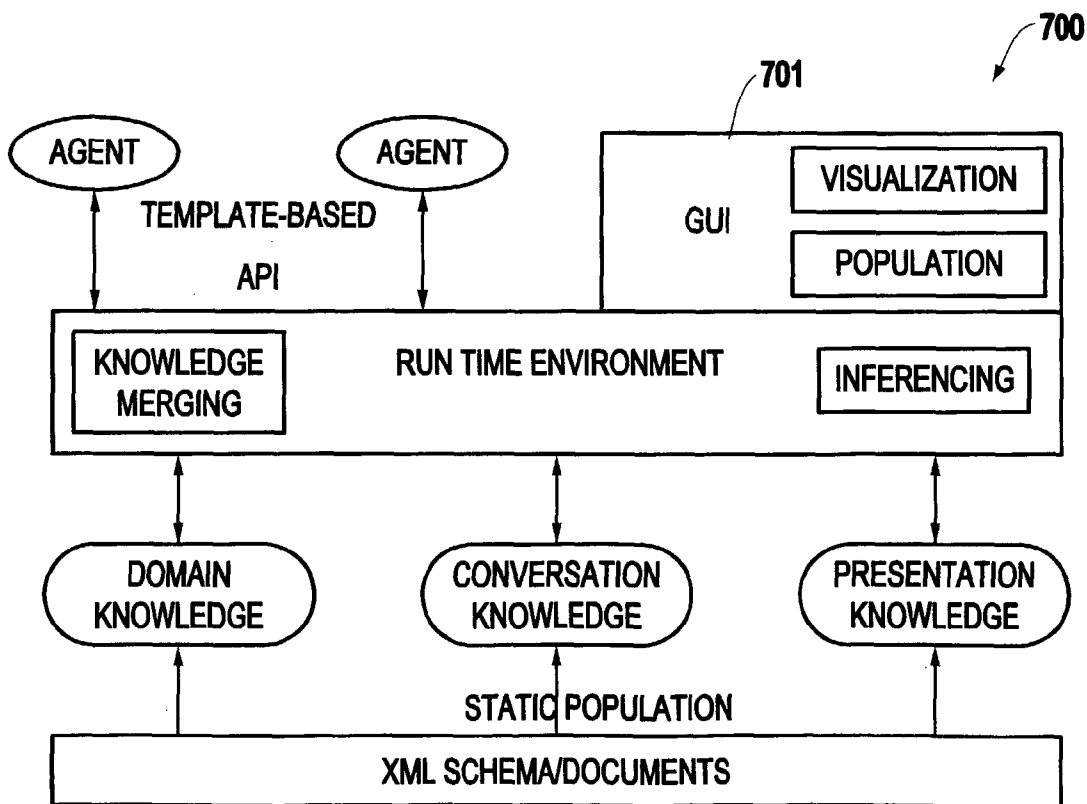 700
701
AGENT
AGENT
VISUALIZATION
GUI
TEMPLATE-BASED
API
POPULATION
KNOWLEDGE
MERGING
RUN TIME ENVIRONMENT
INFERENCING
DOMAIN
KNOWLEDGE
CONVERSATION
KNOWLEDGE
PRESENTATION
KNOWLEDGE
STATIC POPULATION
XML SCHEMA/DOCUMENTS